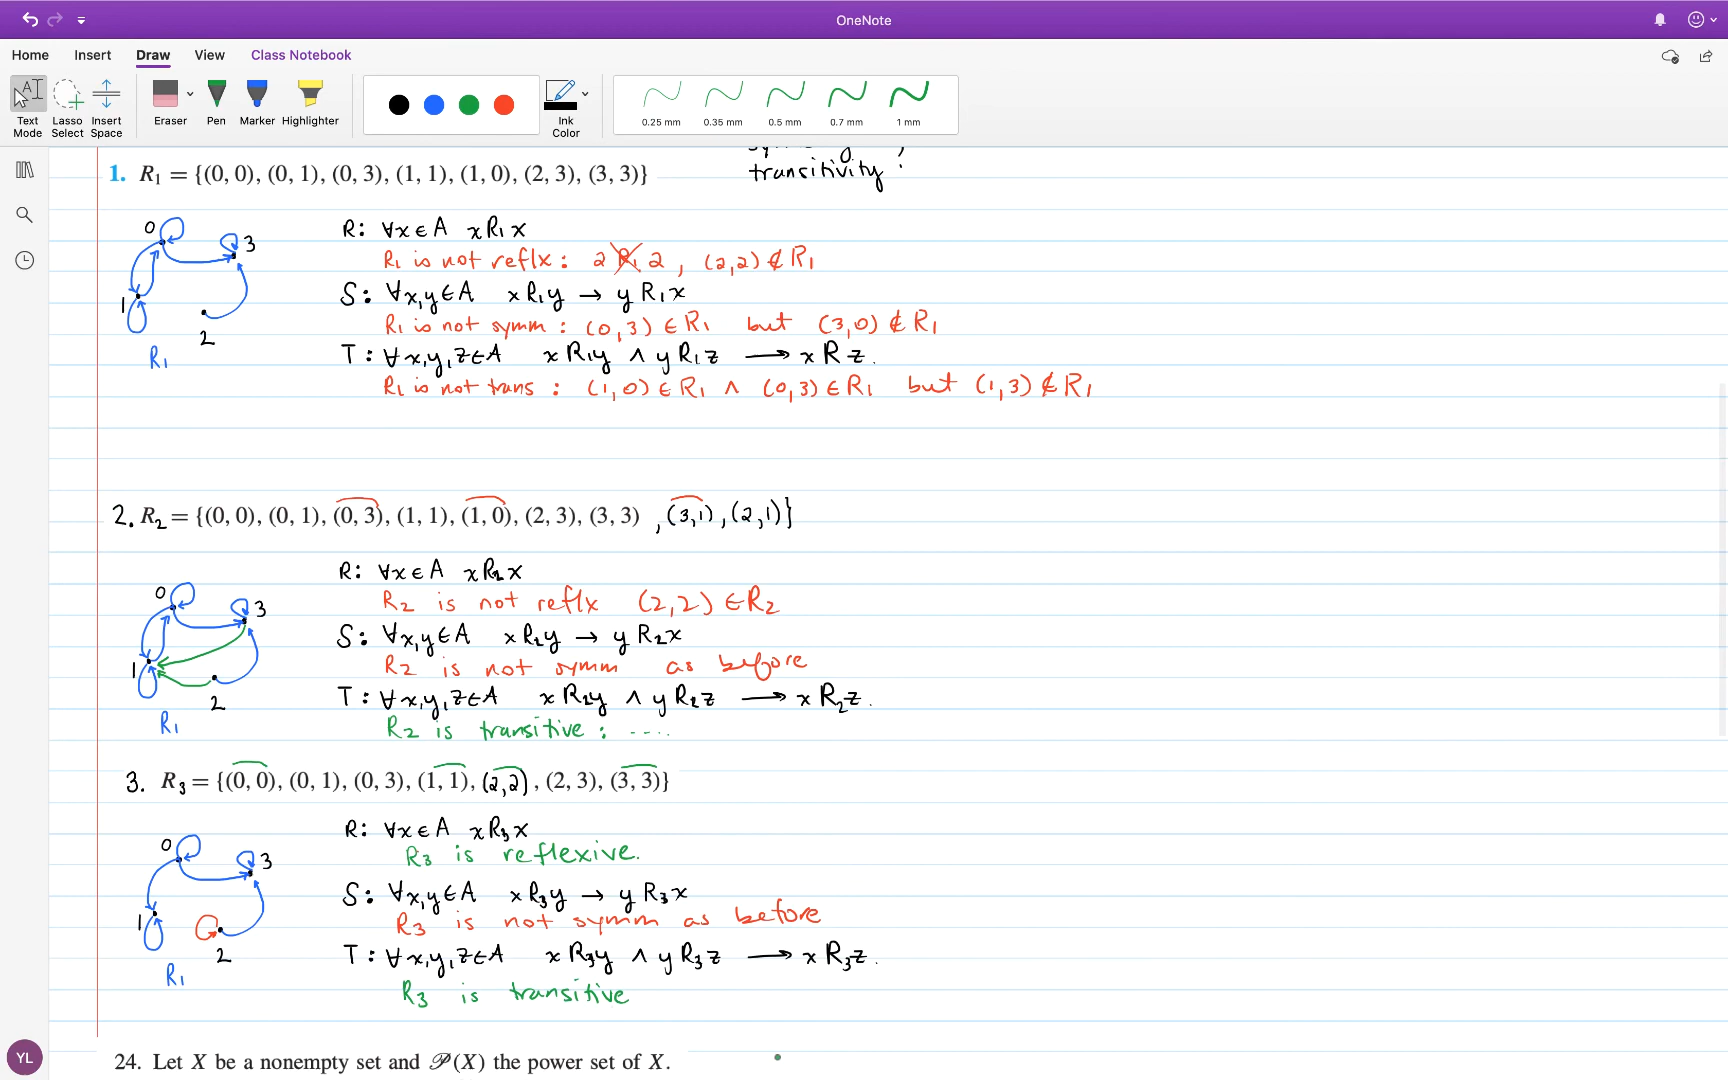 OneNote
Home Insert Draw View Class Notebook
Text Mode
Lasso Select
Insert Space
Eraser
Pen
Marker
Highlighter
Ink Color
0.25 mm 0.35 mm 0.5 mm 0.7 mm 1 mm
transitivity ?
1. R₁ = {(0, 0), (0, 1), (0, 3), (1, 1), (1, 0), (2, 3), (3, 3)}
0 3 1 2
R₁
R: ∀x∈A xR₁x
R₁ is not reflx : 2 R̸₁ 2 , (2,2) ∉ R₁
S: ∀x,y∈A xR₁y → yR₁x
R₁ is not symm : (0,3) ∈ R₁ but (3,0) ∉ R₁
T: ∀x,y,z∈A xR₁y ∧ yR₁z ⟶ xRz.
R₁ is not trans : (1,0) ∈ R₁ ∧ (0,3) ∈ R₁ but (1,3) ∉ R₁
2. R₂ = {(0, 0), (0, 1), (0, 3), (1, 1), (1, 0), (2, 3), (3, 3) , (3,1), (2,1)}
0 3 1 2
R₁
R: ∀x∈A xR₂x
R₂ is not reflx (2,2) ∈ R₂
S: ∀x,y∈A xR₂y → yR₂x
R₂ is not symm as before
T: ∀x,y,z∈A xR₂y ∧ yR₂z ⟶ xR₂z.
R₂ is transitive : ....
3. R₃ = {(0, 0), (0, 1), (0, 3), (1, 1), (2,2), (2, 3), (3, 3)}
0 3 1 2
R₁
R: ∀x∈A xR₃x
R₃ is reflexive.
S: ∀x,y∈A xR₃y → yR₃x
R₃ is not symm as before
T: ∀x,y,z∈A xR₃y ∧ yR₃z ⟶ xR₃z.
R₃ is transitive
YL
24. Let X be a nonempty set and 𝒫(X) the power set of X.